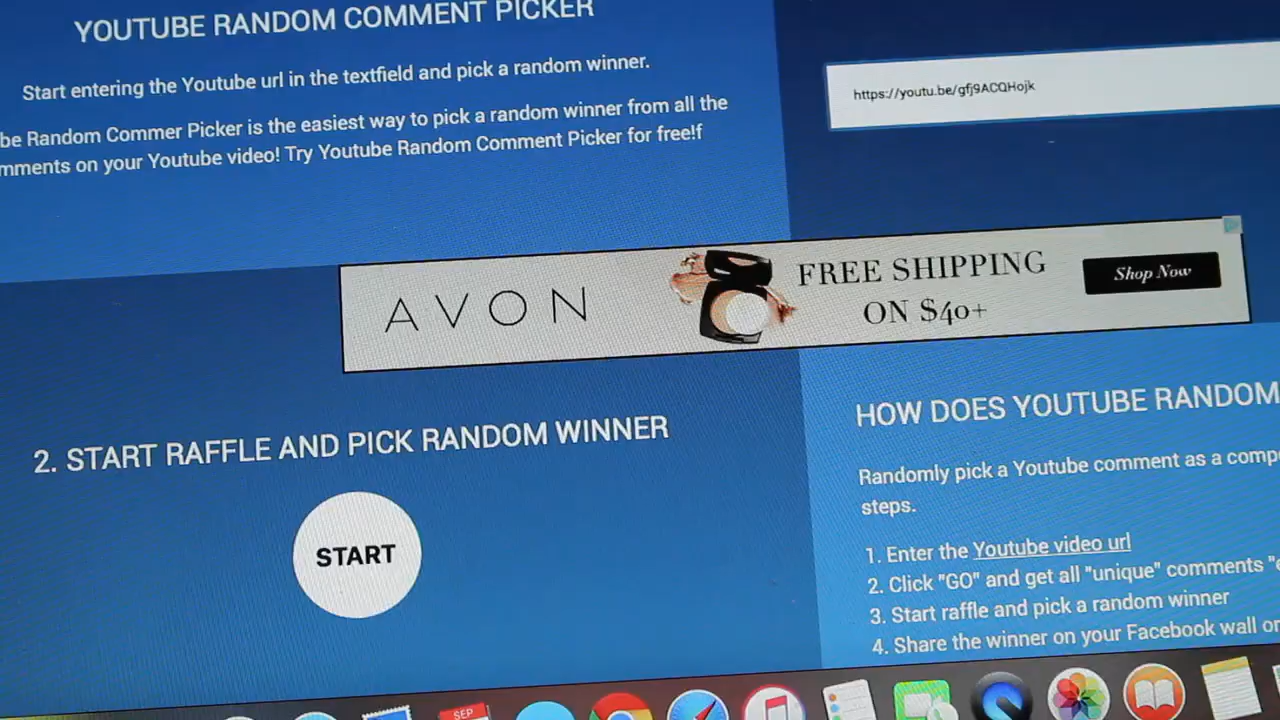 YOUTUBE RANDOM COMMENT PICKER
Start entering the Youtube url in the textfield and pick a random winner.
be Random Commer Picker is the easiest way to pick a random winner from all the
mments on your Youtube video! Try Youtube Random Comment Picker for free!f
https://youtu.be/gfj9ACQHojk
AVON
FREE SHIPPING
ON $40+
Shop Now
2. START RAFFLE AND PICK RANDOM WINNER
START
HOW DOES YOUTUBE RANDOM
Randomly pick a Youtube comment as a comp
steps.
1. Enter the Youtube video url
2. Click "GO" and get all "unique" comments "e
3. Start raffle and pick a random winner
4. Share the winner on your Facebook wall or
SEP